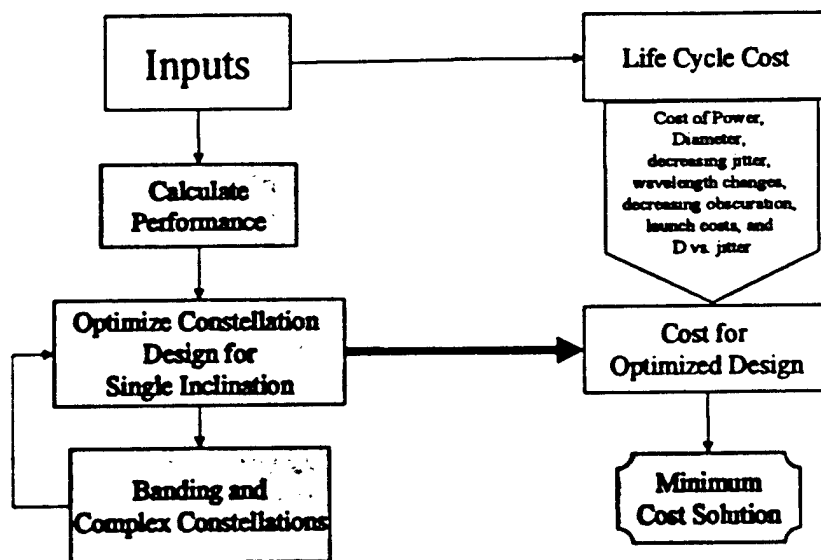 Inputs
Life Cycle Cost
Cost of Power,
Diameter,
decreasing jitter,
wavelength changes,
decreasing obscuration,
launch costs, and
D vs. jitter
Calculate
Performance
Optimize Constellation
Design for
Single Inclination
Cost for
Optimized Design
Banding and
Complex Constellations
Minimum
Cost Solution